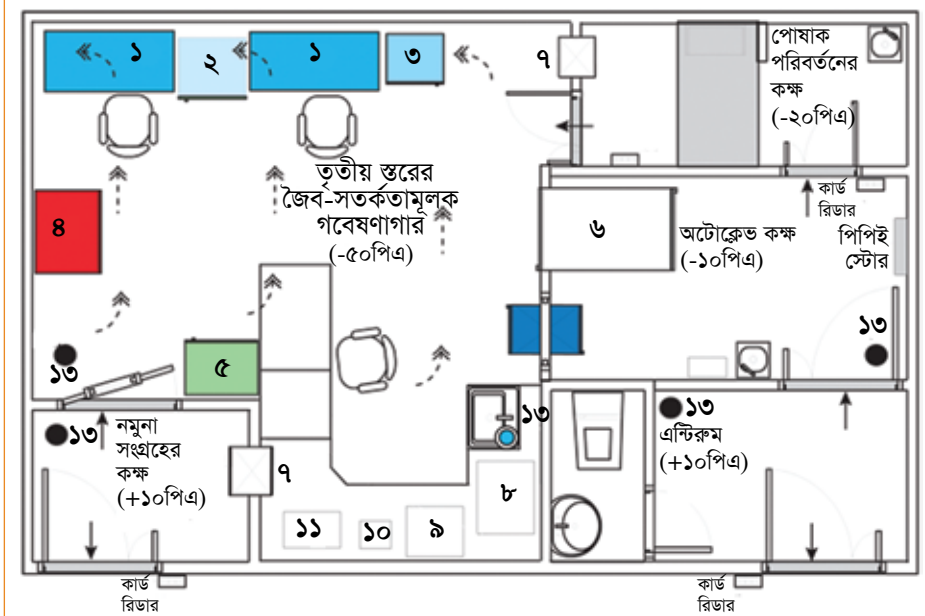 ১
২
১
৩
৭
পোষাক
পরিবর্তনের
কক্ষ
(-২০পিএ)
তৃতীয় স্তরের
জৈব-সতর্কতামূলক
গবেষণাগার
(-৫০পিএ)
৪
৬
অটোক্লেভ কক্ষ
(-১০পিএ)
কার্ড
রিডার
পিপিই
স্টোর
১৩
১৩
৫
১৩
নমুনা
সংগ্রহের
কক্ষ
(+১০পিএ)
৭
১৩
৮
১১
১০
৯
১৩
এন্টিরুম
(+১০পিএ)
কার্ড
রিডার
কার্ড
রিডার